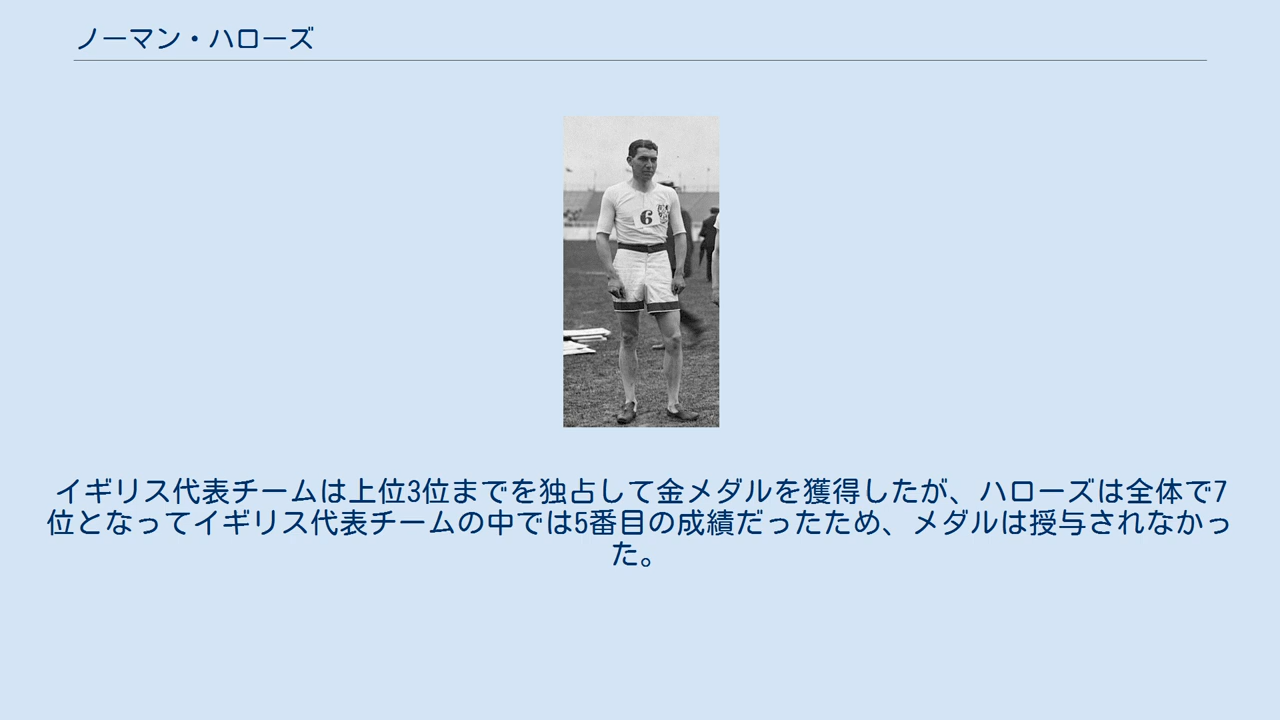 ノーマン・ハローズ
6
イギリス代表チームは上位3位までを独占して金メダルを獲得したが、ハローズは全体で7
位となってイギリス代表チームの中では5番目の成績だったため、メダルは授与されなかっ
た。